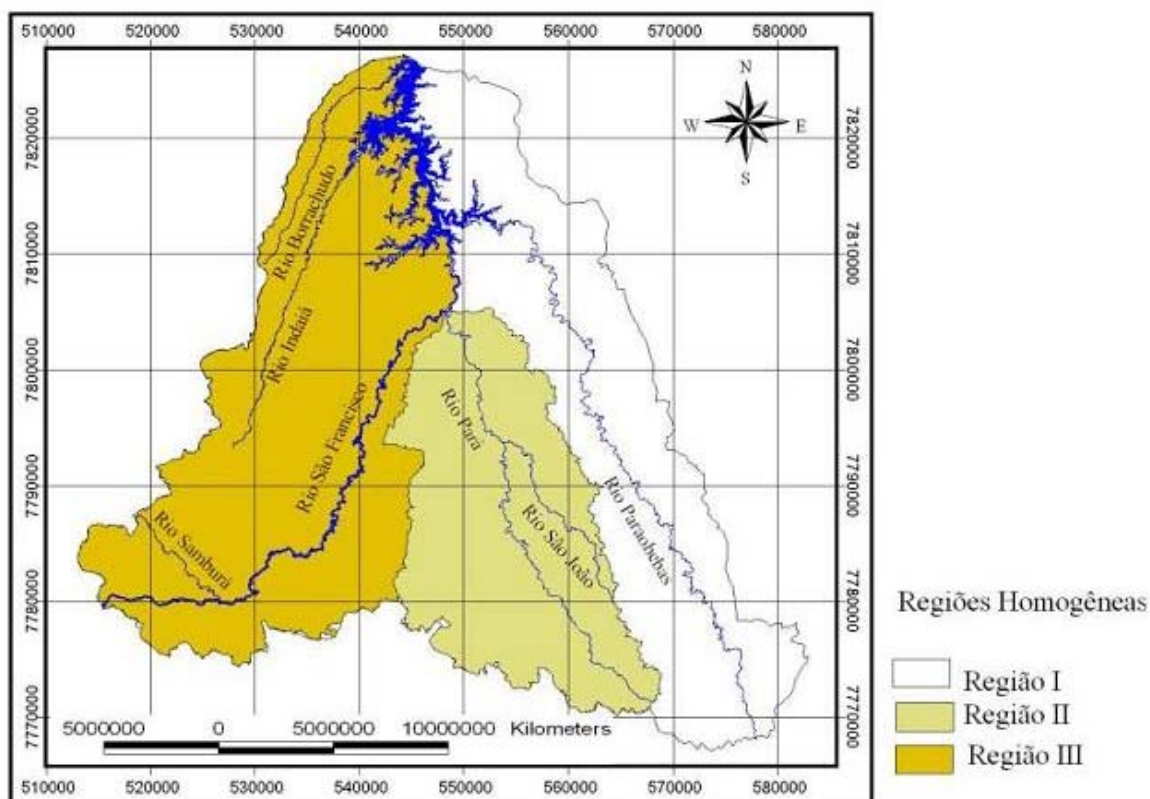 510000 520000 530000 540000 550000 560000 570000 580000
N
W E
S
7820000 7820000
7810000 7810000
7800000 7800000
7790000 7790000
7780000 7780000
7770000 7770000
Rio Borrachudo
Rio Indaiá
Rio São Francisco
Rio Samburá
Rio Pará
Rio São João
Rio Paraobebas
5000000 0 5000000 10000000 Kilometers
510000 520000 530000 540000 550000 560000 570000 580000
Regiões Homogêneas
Região I
Região II
Região III